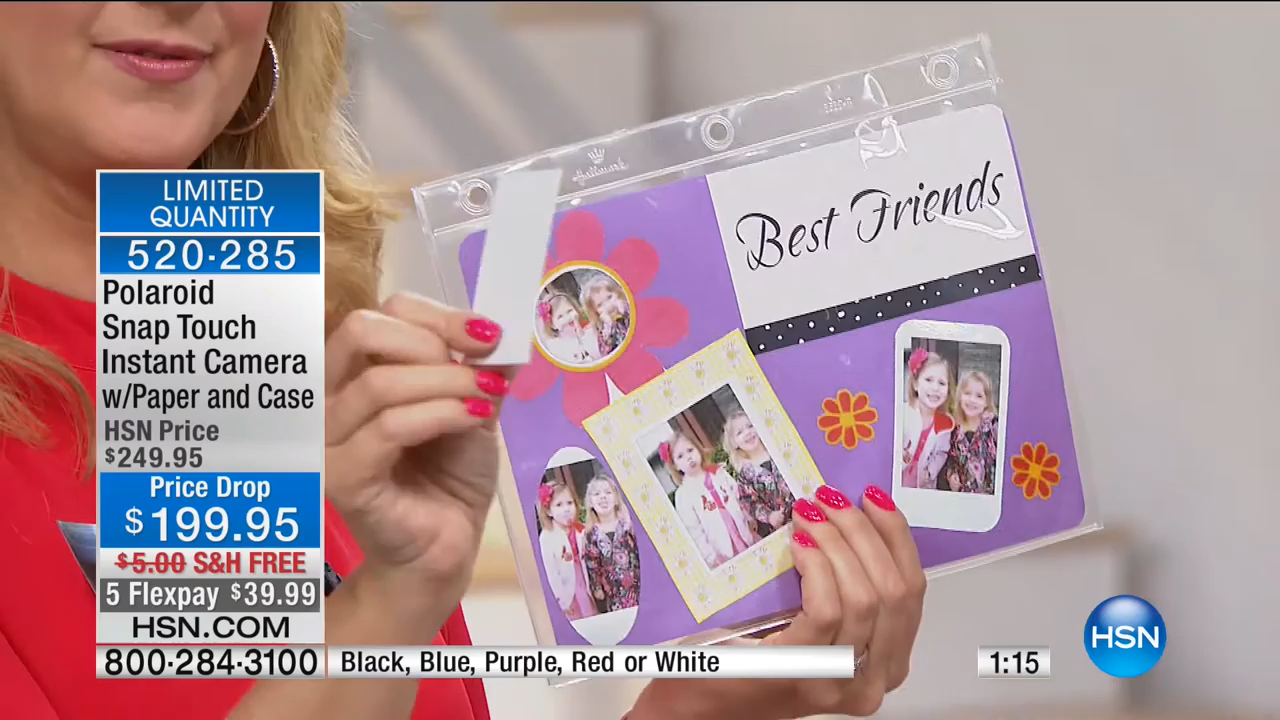 LIMITED
QUANTITY
520-285
Polaroid
Snap Touch
Instant Camera
w/Paper and Case
HSN Price
$249.95
Price Drop
$199.95
$5.00 S&H FREE
5 Flexpay $39.99
HSN.COM
800-284-3100
Black, Blue, Purple, Red or White
1:15
HSN
Hallmark
Best Friends